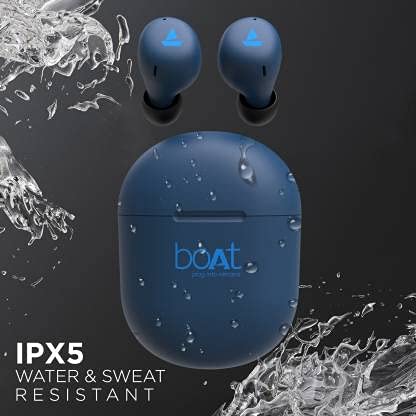 boAt
plug into nirvana
IPX5
WATER & SWEAT
RESISTANT